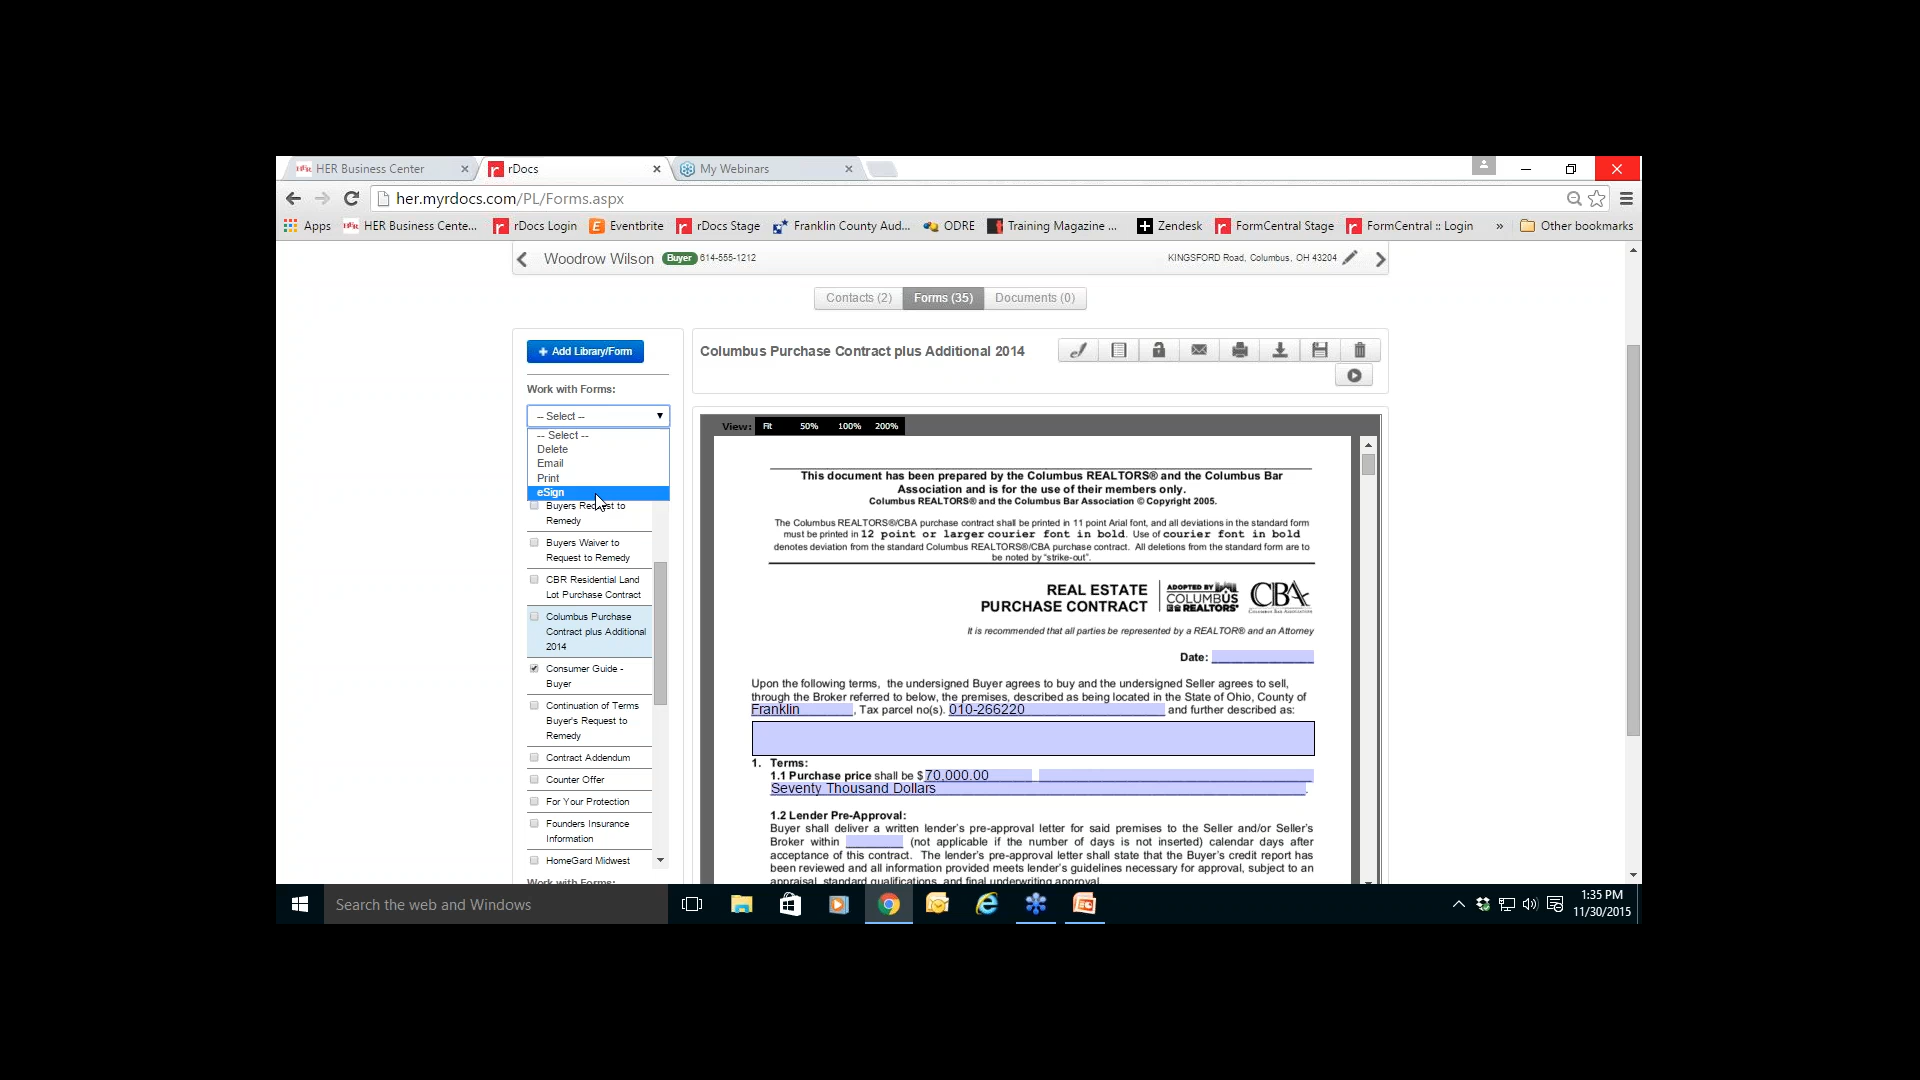 HER Business Center
rDocs
My Webinars
her.myrdocs.com/PL/Forms.aspx
Apps
HER Business Cente...
rDocs Login
Eventbrite
rDocs Stage
Franklin County Aud...
ODRE
Training Magazine ...
Zendesk
FormCentral Stage
FormCentral :: Login
»
Other bookmarks
Woodrow Wilson Buyer 614-555-1212
KINGSFORD Road, Columbus, OH 43204
Contacts (2) Forms (35) Documents (0)
+ Add Library/Form
Work with Forms:
-- Select --
-- Select --
Delete
Email
Print
eSign
Buyers Request to
Remedy
Buyers Waiver to
Request to Remedy
CBR Residential Land
Lot Purchase Contract
Columbus Purchase
Contract plus Additional
2014
Consumer Guide -
Buyer
Continuation of Terms
Buyer's Request to
Remedy
Contract Addendum
Counter Offer
For Your Protection
Founders Insurance
Information
HomeGard Midwest
Work with Forms:
Columbus Purchase Contract plus Additional 2014
View: Fit 50% 100% 200%
This document has been prepared by the Columbus REALTORS® and the Columbus Bar
Association and is for the use of their members only.
Columbus REALTORS® and the Columbus Bar Association © Copyright 2005.
The Columbus REALTORS®/CBA purchase contract shall be printed in 11 point Arial font, and all deviations in the standard form
must be printed in 12 point or larger courier font in bold. Use of courier font in bold
denotes deviation from the standard Columbus REALTORS®/CBA purchase contract. All deletions from the standard form are to
be noted by "strike-out".
REAL ESTATE
PURCHASE CONTRACT
ADOPTED BY
COLUMBUS
REALTORS®
CBA
Columbus Bar Association
It is recommended that all parties be represented by a REALTOR® and an Attorney
Date:
Upon the following terms, the undersigned Buyer agrees to buy and the undersigned Seller agrees to sell,
through the Broker referred to below, the premises, described as being located in the State of Ohio, County of
Franklin, Tax parcel no(s). 010-266220 and further described as:
1. Terms:
1.1 Purchase price shall be $ 70,000.00
Seventy Thousand Dollars.
1.2 Lender Pre-Approval:
Buyer shall deliver a written lender's pre-approval letter for said premises to the Seller and/or Seller's
Broker within (not applicable if the number of days is not inserted) calendar days after
acceptance of this contract. The lender's pre-approval letter shall state that the Buyer's credit report has
been reviewed and all information provided meets lender's guidelines necessary for approval, subject to an
appraisal, standard qualifications, and final underwriting approval.
Search the web and Windows
1:35 PM
11/30/2015